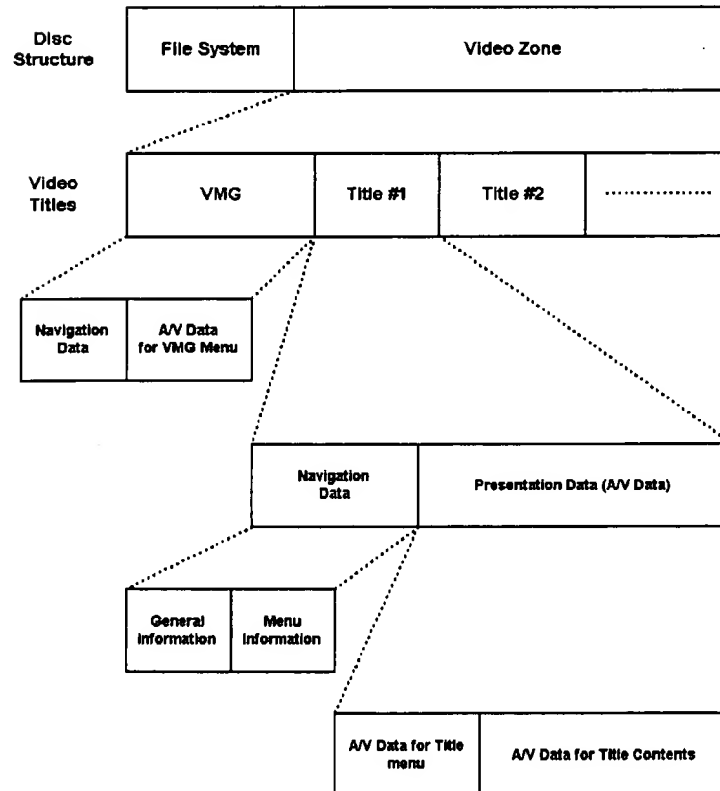 Disc
Structure
File System
Video Zone
Video
Titles
VMG
Title #1
Title #2
Navigation
Data
A/V Data
for VMG Menu
Navigation
Data
Presentation Data (A/V Data)
General
information
Menu
information
A/V Data for Title
menu
A/V Data for Title Contents